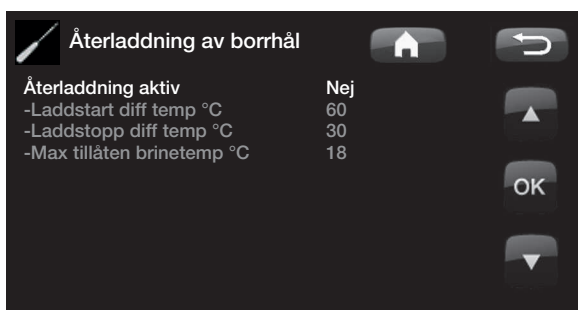 Återladdning av borrhål
Återladdning aktiv Nej
-Laddstart diff temp °C 60
-Laddstopp diff temp °C 30
-Max tillåten brinetemp °C 18
OK